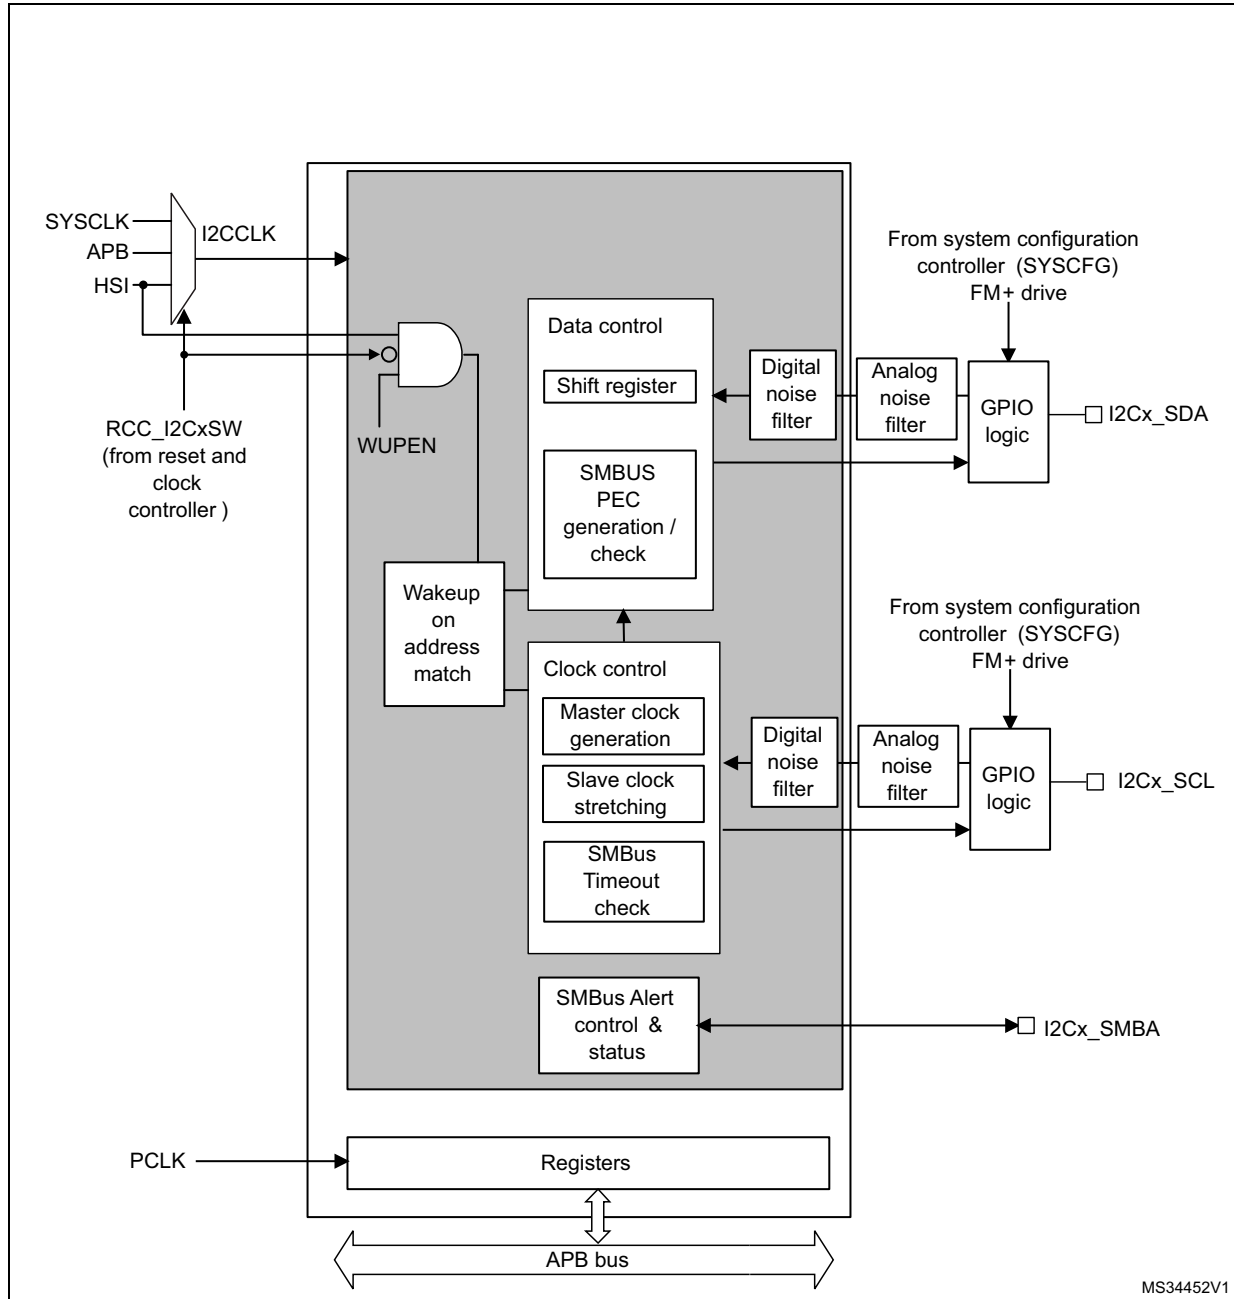 SYSCLK
APB
HSI
I2CCLK
RCC_I2CxSW
(from reset and
clock
controller )
WUPEN
Wakeup
on
address
match
Data control
Shift register
SMBUS
PEC
generation /
check
Clock control
Master clock
generation
Slave clock
stretching
SMBus
Timeout
check
SMBus Alert
control &
status
Digital
noise
filter
Analog
noise
filter
From system configuration
controller (SYSCFG)
FM+ drive
GPIO
logic
I2Cx_SDA
Digital
noise
filter
Analog
noise
filter
From system configuration
controller (SYSCFG)
FM+ drive
GPIO
logic
I2Cx_SCL
I2Cx_SMBA
PCLK
Registers
APB bus
MS34452V1